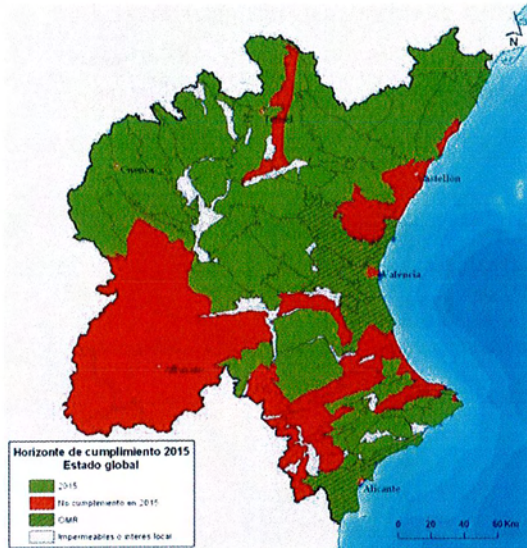 N
Teruel
Cuenca
Castellón
Valencia
Albacete
Alicante
Horizonte de cumplimiento 2015
Estado global
2015
No cumplimiento en 2015
OMR
Impermeables o interés local
0 20 40 60 Km